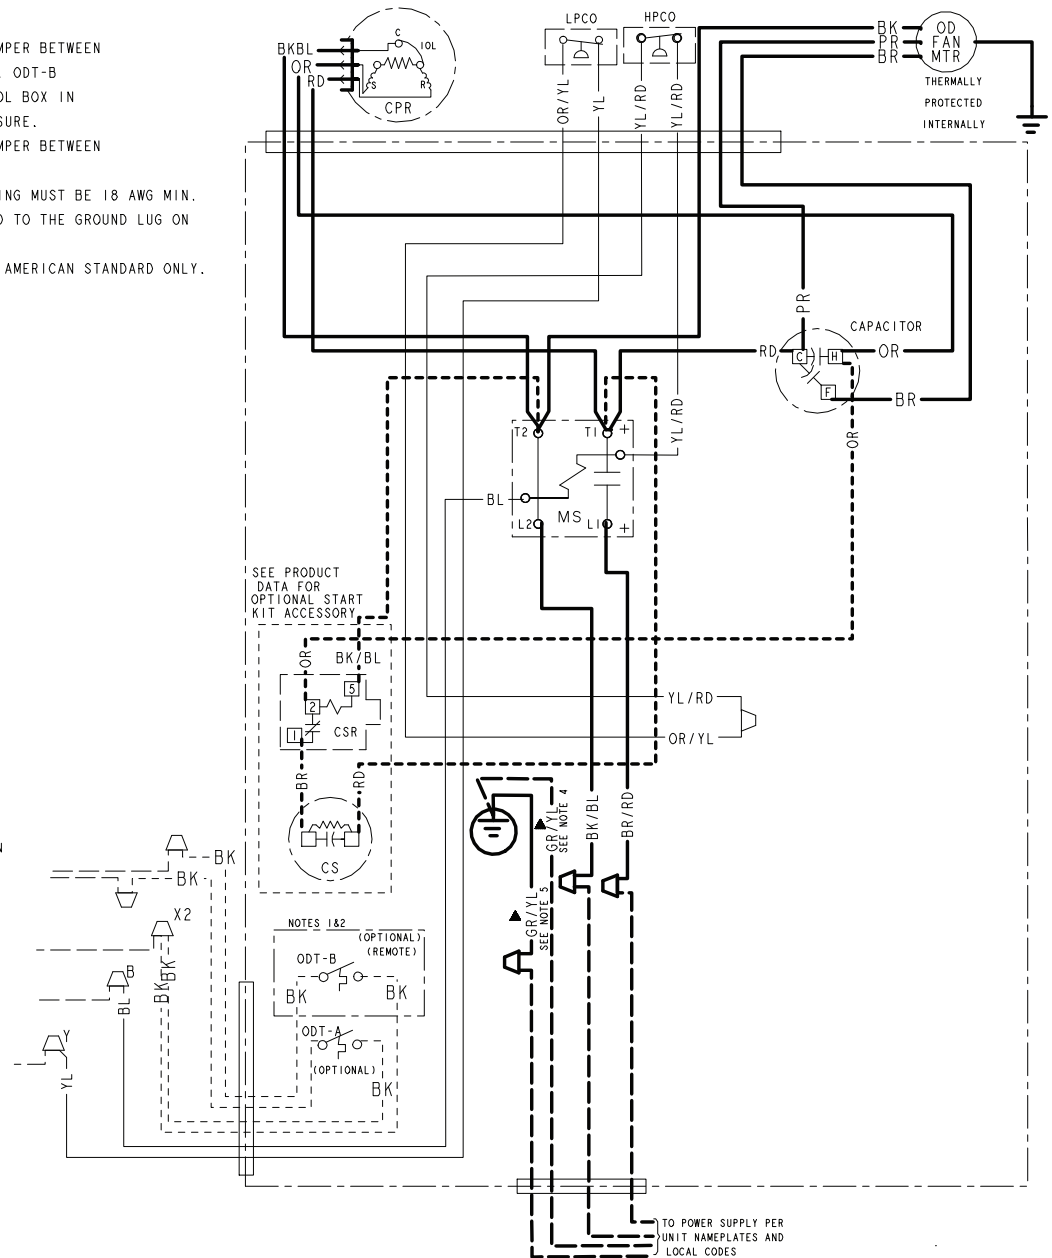 MPER BETWEEN
, ODT-B
OL BOX IN
SURE.
MPER BETWEEN
ING MUST BE 18 AWG MIN.
D TO THE GROUND LUG ON
AMERICAN STANDARD ONLY.
BKBL
OR
RD
C
IOL
S
R
CPR
LPCO
HPCO
OR/YL
YL
YL/RD
YL/RD
BK
PR
BR
OD
FAN
MTR
THERMALLY
PROTECTED
INTERNALLY
PR
CAPACITOR
RD
C
H
OR
F
BR
OR
YL/RD
T2
T1
+
BL
MS
L2
L1
+
SEE PRODUCT
DATA FOR
OPTIONAL START
KIT ACCESSORY
OR
BK/BL
5
2
1
CSR
BR
RD
CS
YL/RD
OR/YL
GR/YL
SEE NOTE 4
BK/BL
BR/RD
GR/YL
SEE NOTE 5
N
BK
BK
X2
BK
BK
B
BL
Y
YL
NOTES 1&2
(OPTIONAL)
(REMOTE)
ODT-B
BK
BK
ODT-A
(OPTIONAL)
BK
TO POWER SUPPLY PER
UNIT NAMEPLATES AND
LOCAL CODES